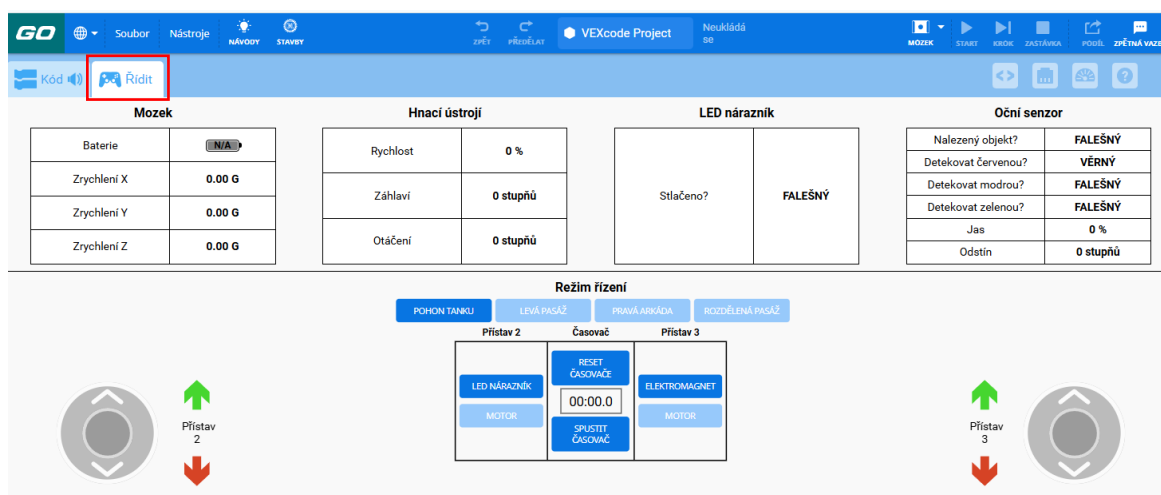 GO
Soubor
Nástroje
NÁVODY
STAVBY
ZPĚT
PŘEDĚLAT
VEXcode Project
Neukládá
se
MOZEK
START
KROK
ZASTÁVKA
PODÍL
ZPĚTNÁ VAZE
Kód
Řídit
Mozek
Baterie N/A
Zrychlení X 0.00 G
Zrychlení Y 0.00 G
Zrychlení Z 0.00 G
Hnací ústrojí
Rychlost 0 %
Záhlaví 0 stupňů
Otáčení 0 stupňů
LED nárazník
Stlačeno? FALEŠNÝ
Oční senzor
Nalezený objekt? FALEŠNÝ
Detekovat červenou? VĚRNÝ
Detekovat modrou? FALEŠNÝ
Detekovat zelenou? FALEŠNÝ
Jas 0 %
Odstín 0 stupňů
Režim řízení
POHON TANKU
LEVÁ PASÁŽ
PRAVÁ ARKÁDA
ROZDĚLENÁ PASÁŽ
Přístav 2
Časovač
Přístav 3
LED NÁRAZNÍK
MOTOR
RESET
ČASOVAČE
00:00.0
SPUSTIT
ČASOVAČ
ELEKTROMAGNET
MOTOR
Přístav
2
Přístav
3